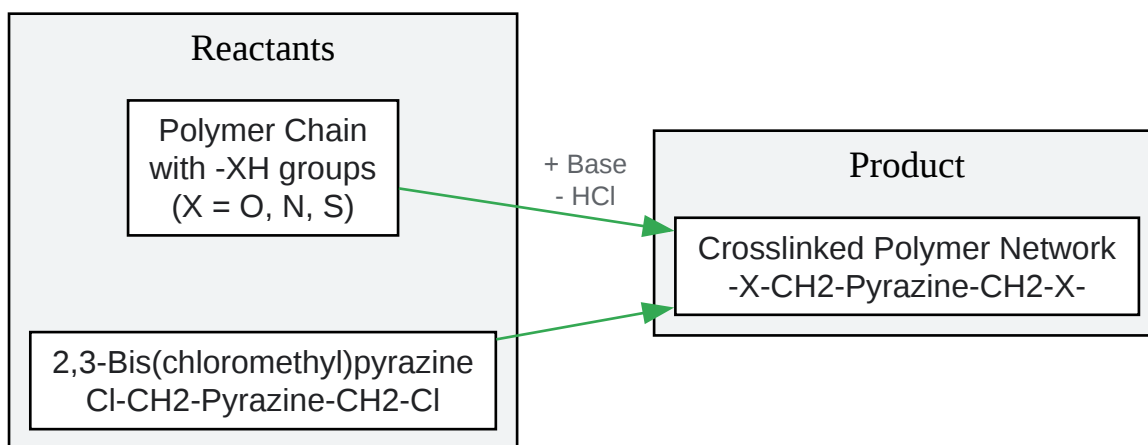 Reactants
Polymer Chain
with -XH groups
(X = O, N, S)
2,3-Bis(chloromethyl)pyrazine
Cl-CH2-Pyrazine-CH2-Cl
+ Base
- HCl
Product
Crosslinked Polymer Network
-X-CH2-Pyrazine-CH2-X-